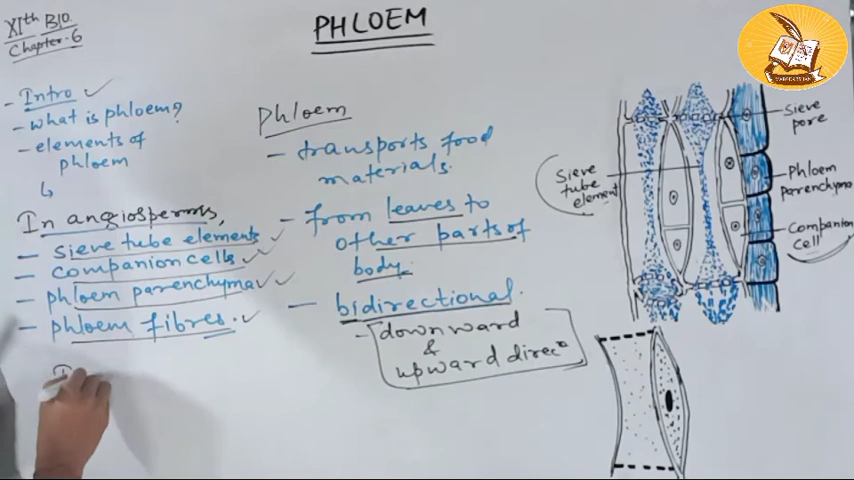 XIth BIO
Chapter-6
PHLOEM
- Intro
- what is phloem?
- elements of
phloem
In angiosperms,
- sieve tube elements
- companion cells
- phloem parenchyma
- phloem fibres.
Phloem
- transports food
materials.
- from leaves to
other parts of
body.
- bidirectional.
- downward
&
upward direcn
Sieve
pore
Sieve
tube
element
Phloem
parenchyma
Companion
cell